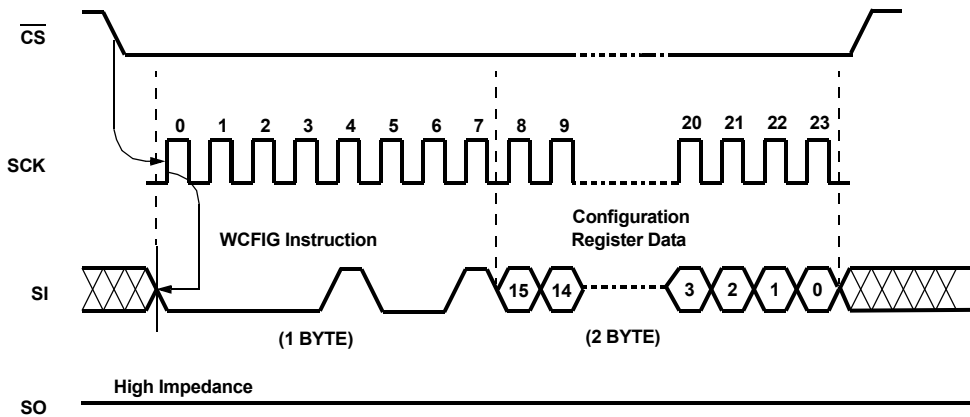 CS
SCK
0 1 2 3 4 5 6 7 8 9 20 21 22 23
WCFIG Instruction
Configuration
Register Data
SI
15 14 3 2 1 0
(1 BYTE) (2 BYTE)
High Impedance
SO